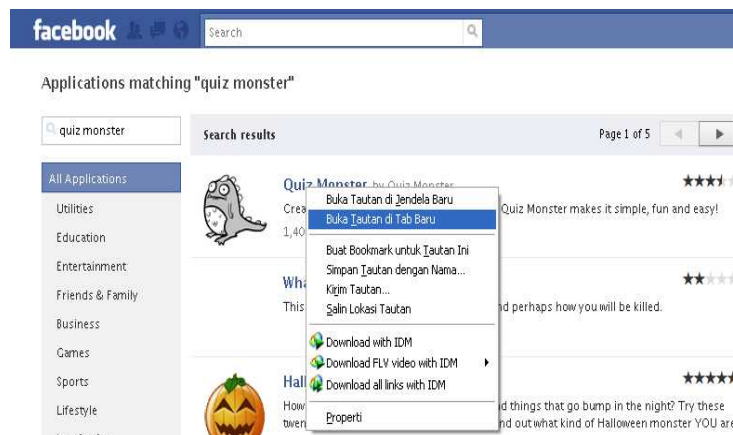 facebook Search
Applications matching "quiz monster"
quiz monster
Search results Page 1 of 5
All Applications
Utilities
Education
Entertainment
Friends & Family
Business
Games
Sports
Lifestyle
Quiz Monster by Quiz Monster
Quiz Monster makes it simple, fun and easy!
1,40
This
and perhaps how you will be killed.
How
things that go bump in the night? Try these
twen
out what kind of Halloween monster YOU are
Buka Tautan di Jendela Baru
Buka Tautan di Tab Baru
Buat Bookmark untuk Tautan Ini
Simpan Tautan dengan Nama...
Kirim Tautan...
Salin Lokasi Tautan
Download with IDM
Download FLV video with IDM
Download all links with IDM
Properti